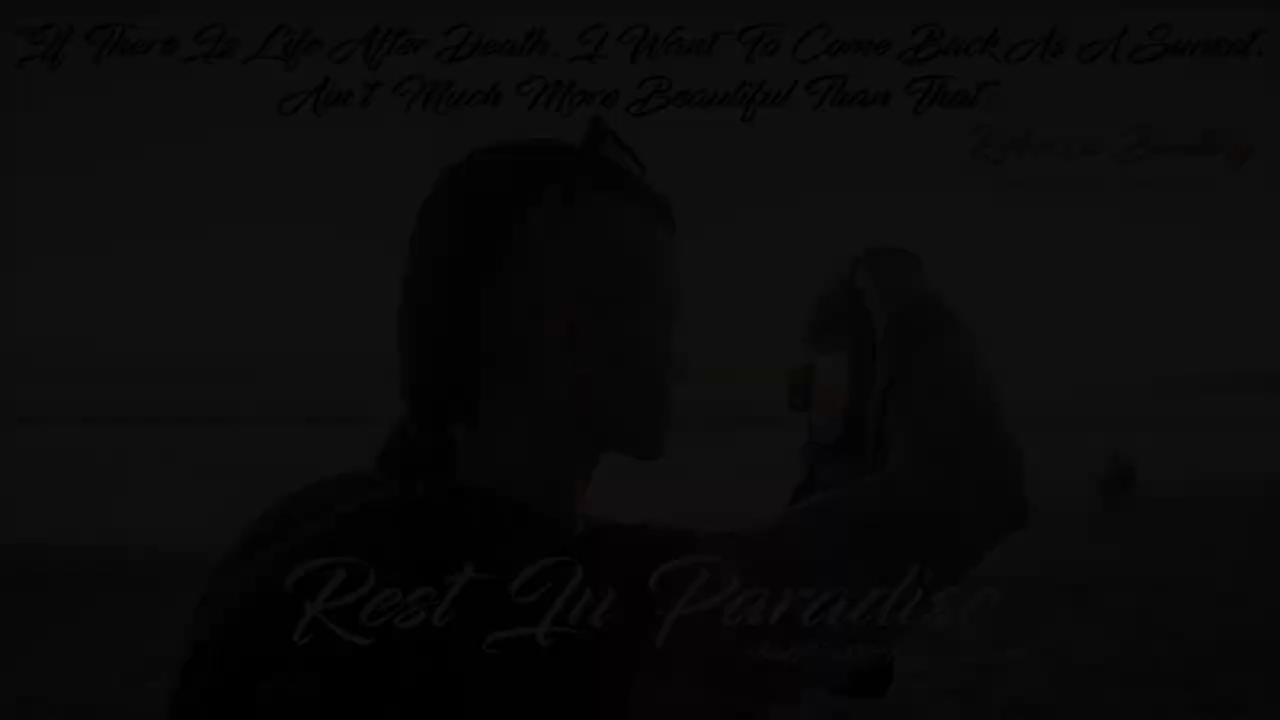 "If There Is Life After Death, I Want To Come Back As A Sunset.
Ain't Much More Beautiful Than That"
Rest In Paradise